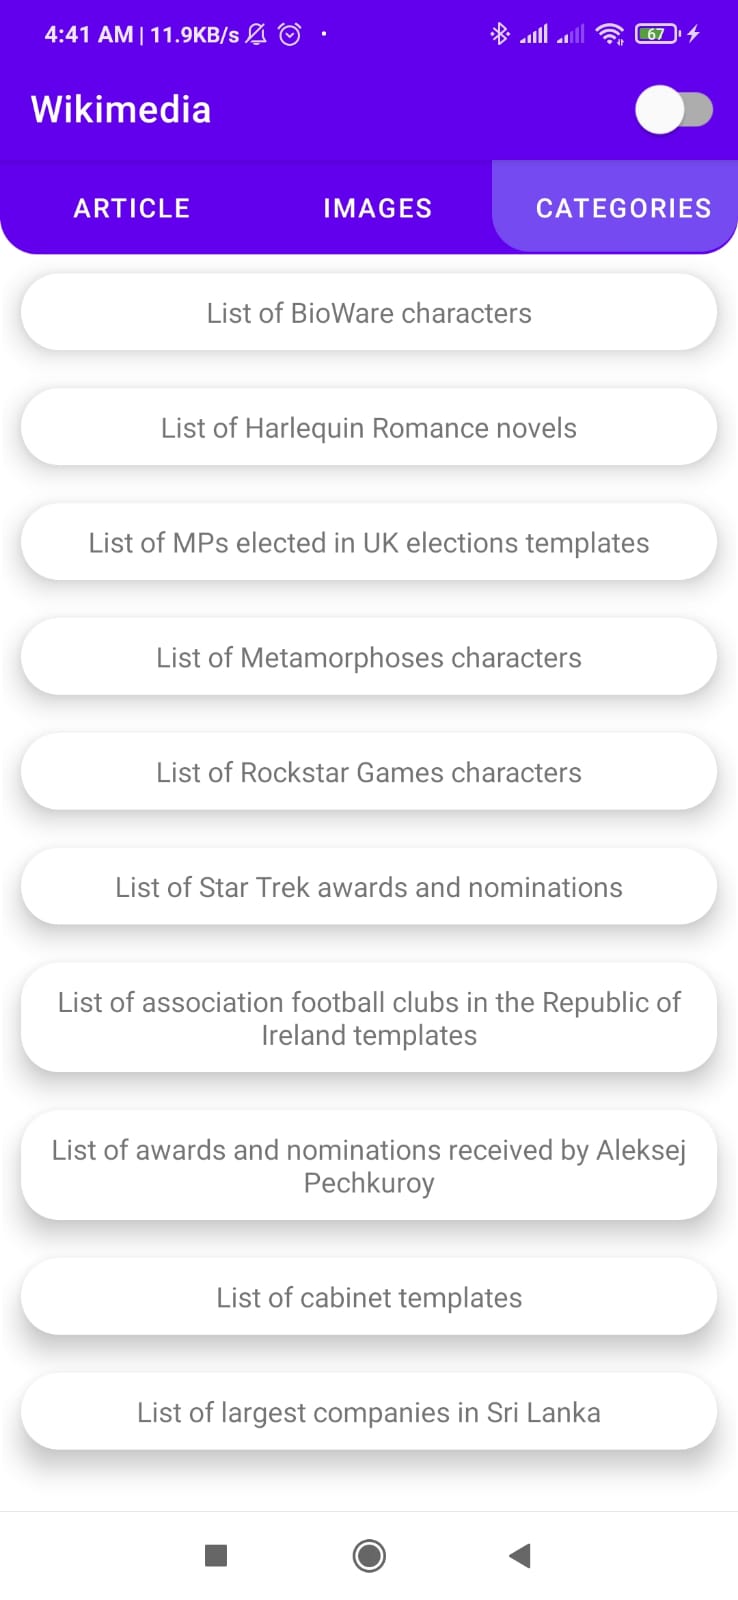 4:41 AM | 11.9KB/s
67
Wikimedia
ARTICLE IMAGES CATEGORIES
List of BioWare characters
List of Harlequin Romance novels
List of MPs elected in UK elections templates
List of Metamorphoses characters
List of Rockstar Games characters
List of Star Trek awards and nominations
List of association football clubs in the Republic of
Ireland templates
List of awards and nominations received by Aleksej
Pechkuroy
List of cabinet templates
List of largest companies in Sri Lanka